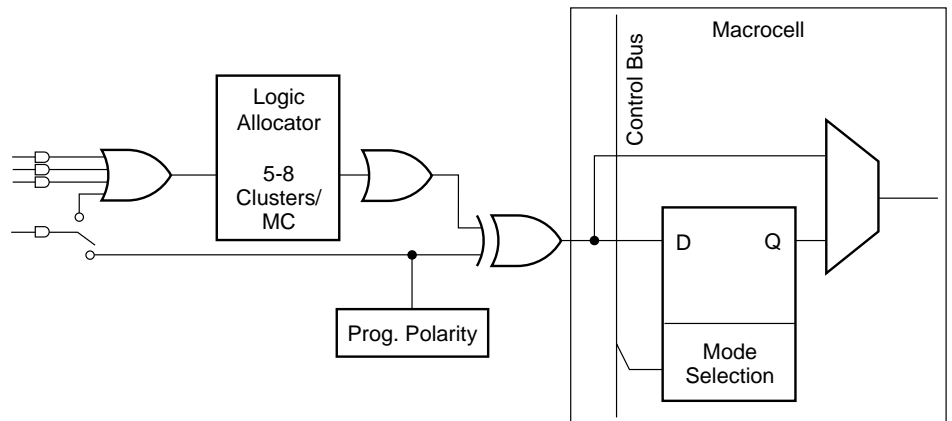 Macrocell
Control Bus
Logic
Allocator
5-8
Clusters/
MC
D
Q
Prog. Polarity
Mode
Selection